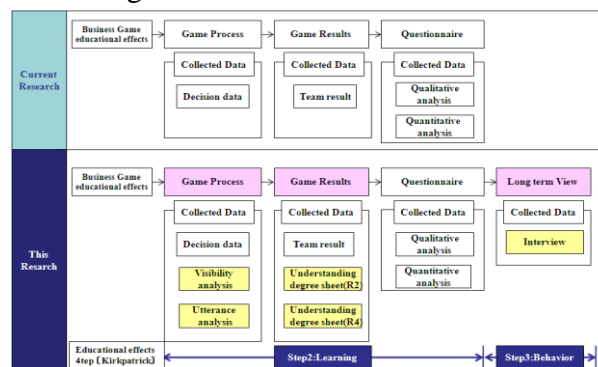 Business Game
educational effects
Game Process
Game Results
Questionnaire
Current
Research
Collected Data
Collected Data
Collected Data
Decision data
Team result
Qualitative
analysis
Quantitative
analysis
This
Resarch
Business Game
educational effects
Game Process
Game Results
Questionnaire
Long term View
Collected Data
Collected Data
Collected Data
Collected Data
Decision data
Team result
Qualitative
analysis
Interview
Visibility
analysis
Understanding
degree sheet(R2)
Quantitative
analysis
Utterance
analysis
Understanding
degree sheet(R4)
Educational effects
4tep [Kirkpatrick]
Step2:Learning
Step3:Behavior